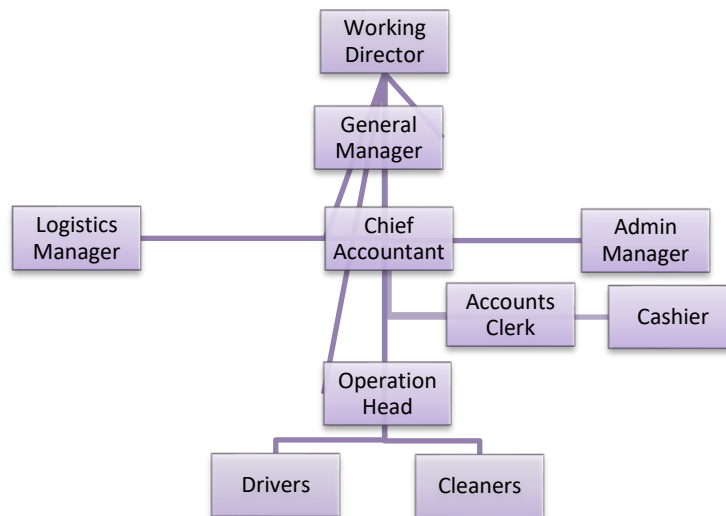 Working
Director
General
Manager
Logistics
Manager
Chief
Accountant
Admin
Manager
Accounts
Clerk
Cashier
Operation
Head
Drivers
Cleaners